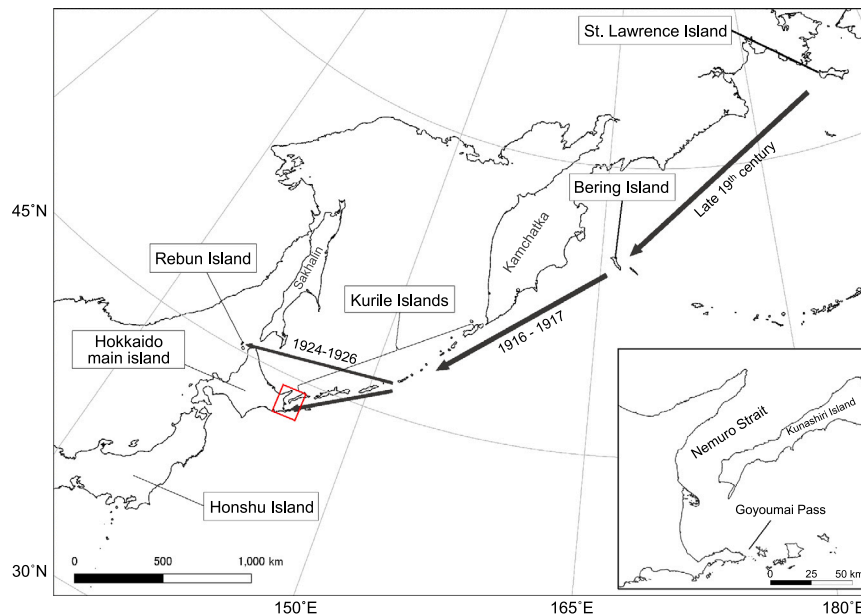 St. Lawrence Island
Late 19th century
Bering Island
45°N
Kamchatka
Sakhalin
Rebun Island
Kurile Islands
1916 - 1917
Hokkaido
main island
1924-1926
Nemuro Strait
Kunashiri Island
Honshu Island
Goyoumai Pass
0 500 1,000 km
30°N
0 25 50 km
150°E 165°E 180°E